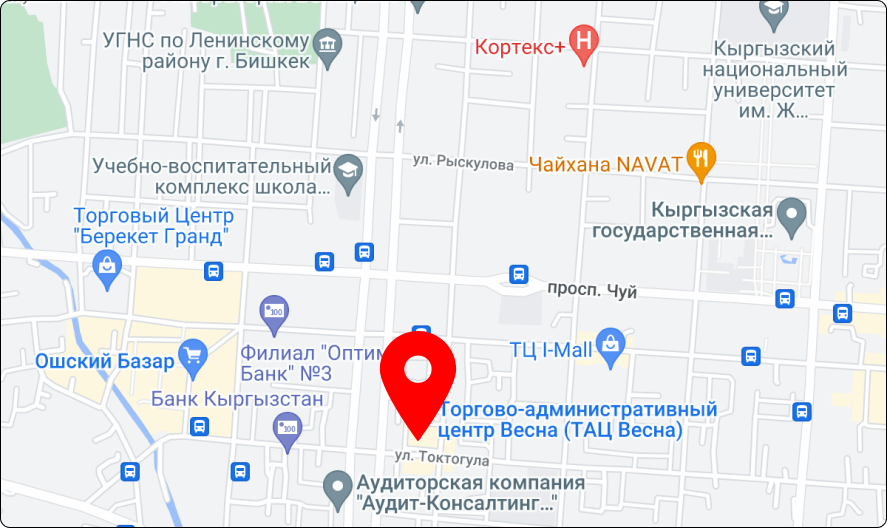 УГНС по Ленинскому
району г. Бишкек
Кортекс+
H
Кыргызский
национальный
университет
им. Ж...
ул. Рыскулова
Учебно-воспитательный
комплекс школа...
Чайхана NAVAT
Торговый Центр
"Берекет Гранд"
Кыргызская
государственная...
просп. Чуй
100
Филиал "Оптим
Банк" №3
ТЦ I-Mall
Ошский Базар
Банк Кыргызстан
100
Торгово-административный
центр Весна (ТАЦ Весна)
ул. Токтогула
Аудиторская компания
"Аудит-Консалтинг..."